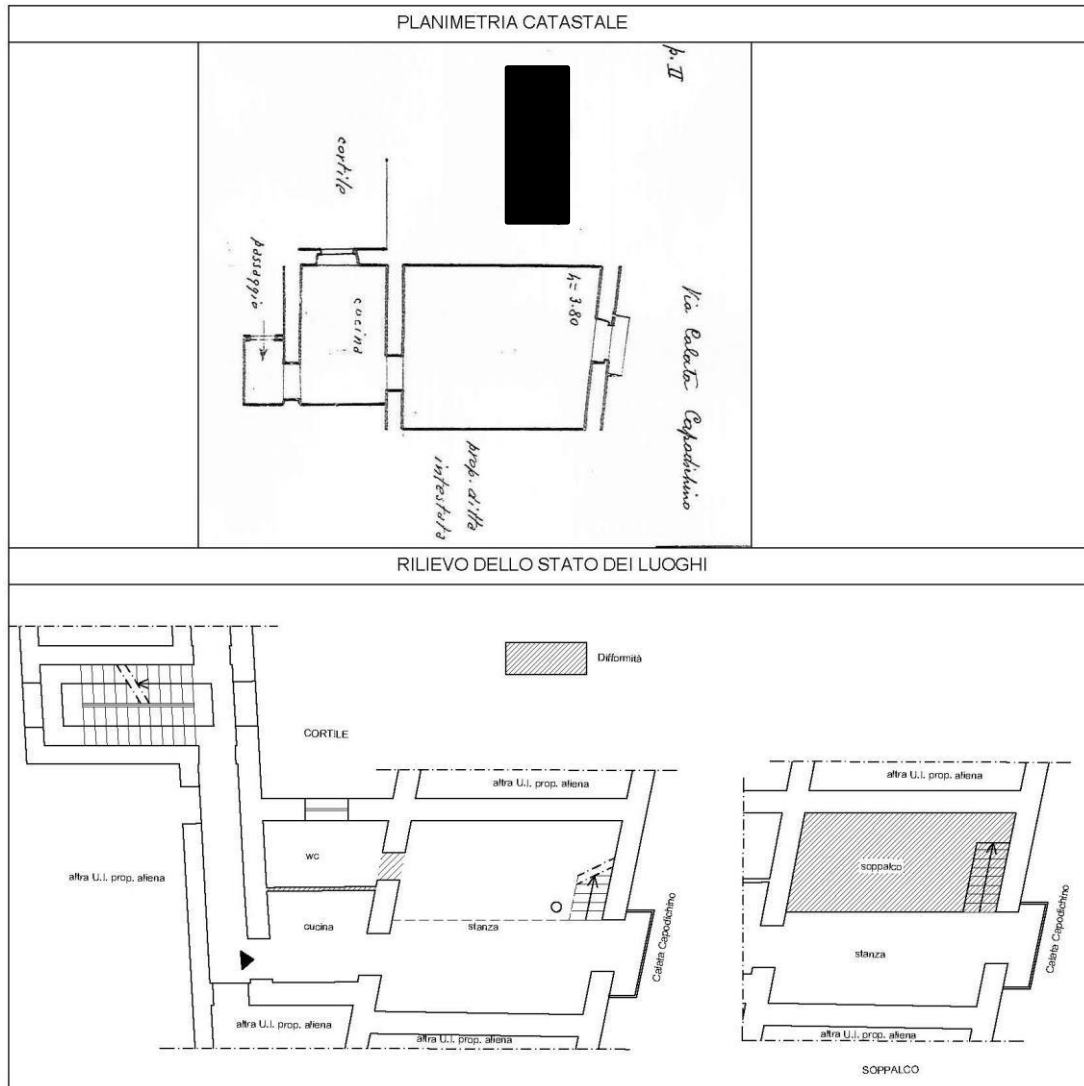 PLANIMETRIA CATASTALE
p. II
cortile
passaggio
cocina
h = 3.80
Via Calata Capodichino
prop. ditta
intestata
RILIEVO DELLO STATO DEI LUOGHI
Difformità
CORTILE
altra U.I. prop. aliena
altra U.I. prop. aliena
wc
altra U.I. prop. aliena
soppalco
cucina
stanza
Calata Capodichino
stanza
Calata Capodichino
altra U.I. prop. aliena
altra U.I. prop. aliena
altra U.I. prop. aliena
SOPPALCO